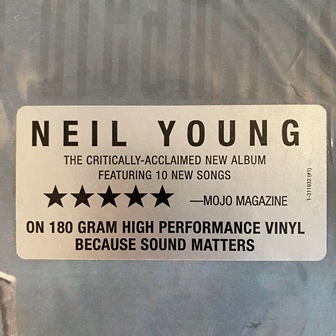 NEIL YOUNG
THE CRITICALLY-ACCLAIMED NEW ALBUM
FEATURING 10 NEW SONGS
★★★★★ —MOJO MAGAZINE
ON 180 GRAM HIGH PERFORMANCE VINYL
BECAUSE SOUND MATTERS